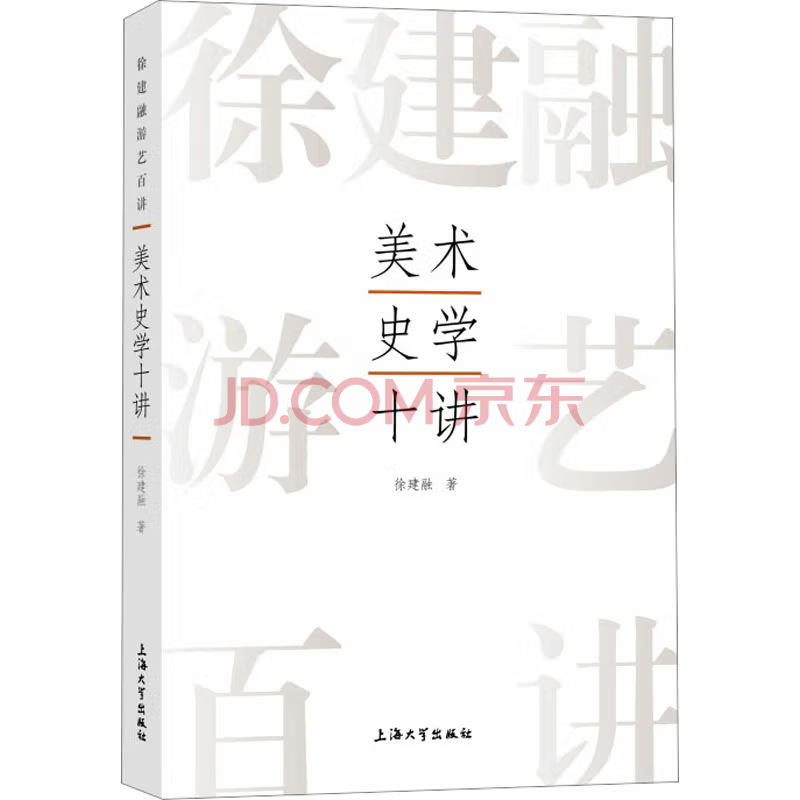 徐建融游艺百讲
美术史学十讲
徐建融 著
上海大学出版社
徐建融
游艺
百讲
美术
史学
十讲
徐建融 著
上海大学出版社
JD.COM京东